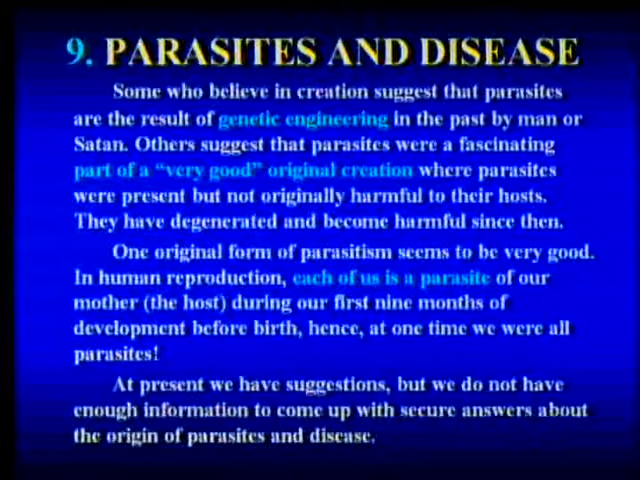 9. PARASITES AND DISEASE
Some who believe in creation suggest that parasites
are the result of genetic engineering in the past by man or
Satan. Others suggest that parasites were a fascinating
part of a “very good” original creation where parasites
were present but not originally harmful to their hosts.
They have degenerated and become harmful since then.
One original form of parasitism seems to be very good.
In human reproduction, each of us is a parasite of our
mother (the host) during our first nine months of
development before birth, hence, at one time we were all
parasites!
At present we have suggestions, but we do not have
enough information to come up with secure answers about
the origin of parasites and disease.